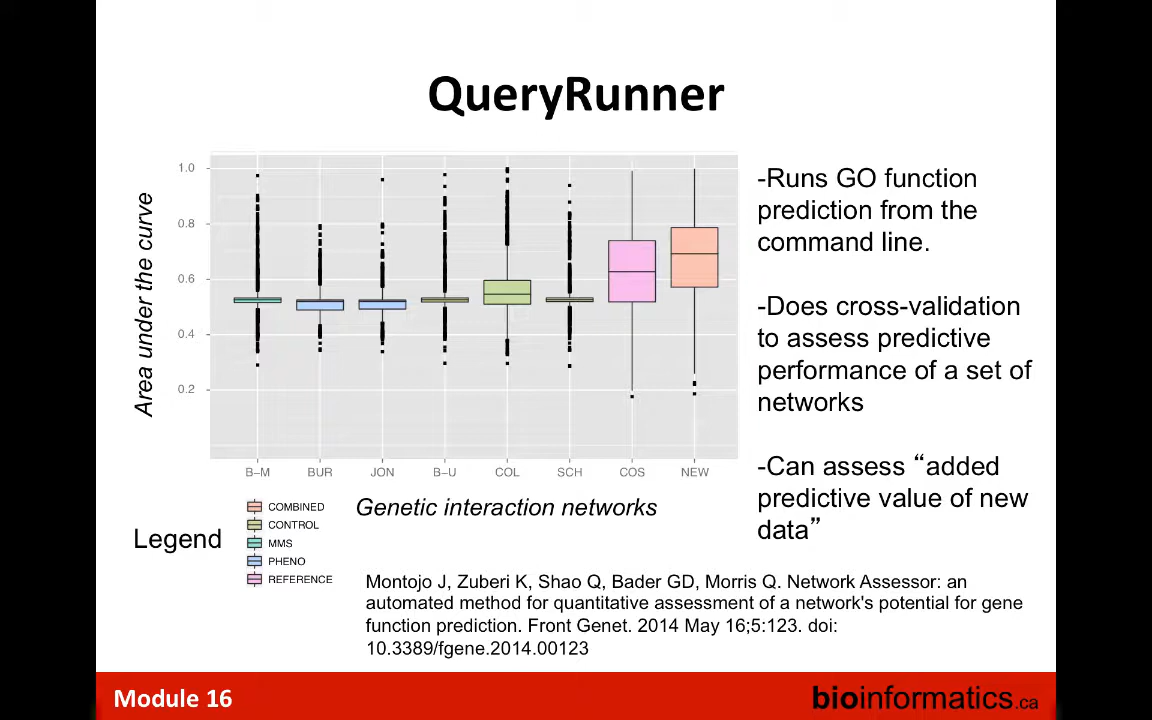 QueryRunner
1.0
0.8
0.6
0.4
0.2
Area under the curve
B–M BUR JON B–U COL SCH COS NEW
Genetic interaction networks
Legend
COMBINED
CONTROL
MMS
PHENO
REFERENCE
-Runs GO function
prediction from the
command line.
-Does cross-validation
to assess predictive
performance of a set of
networks
-Can assess “added
predictive value of new
data”
Montojo J, Zuberi K, Shao Q, Bader GD, Morris Q. Network Assessor: an
automated method for quantitative assessment of a network's potential for gene
function prediction. Front Genet. 2014 May 16;5:123. doi:
10.3389/fgene.2014.00123
Module 16
bioinformatics.ca